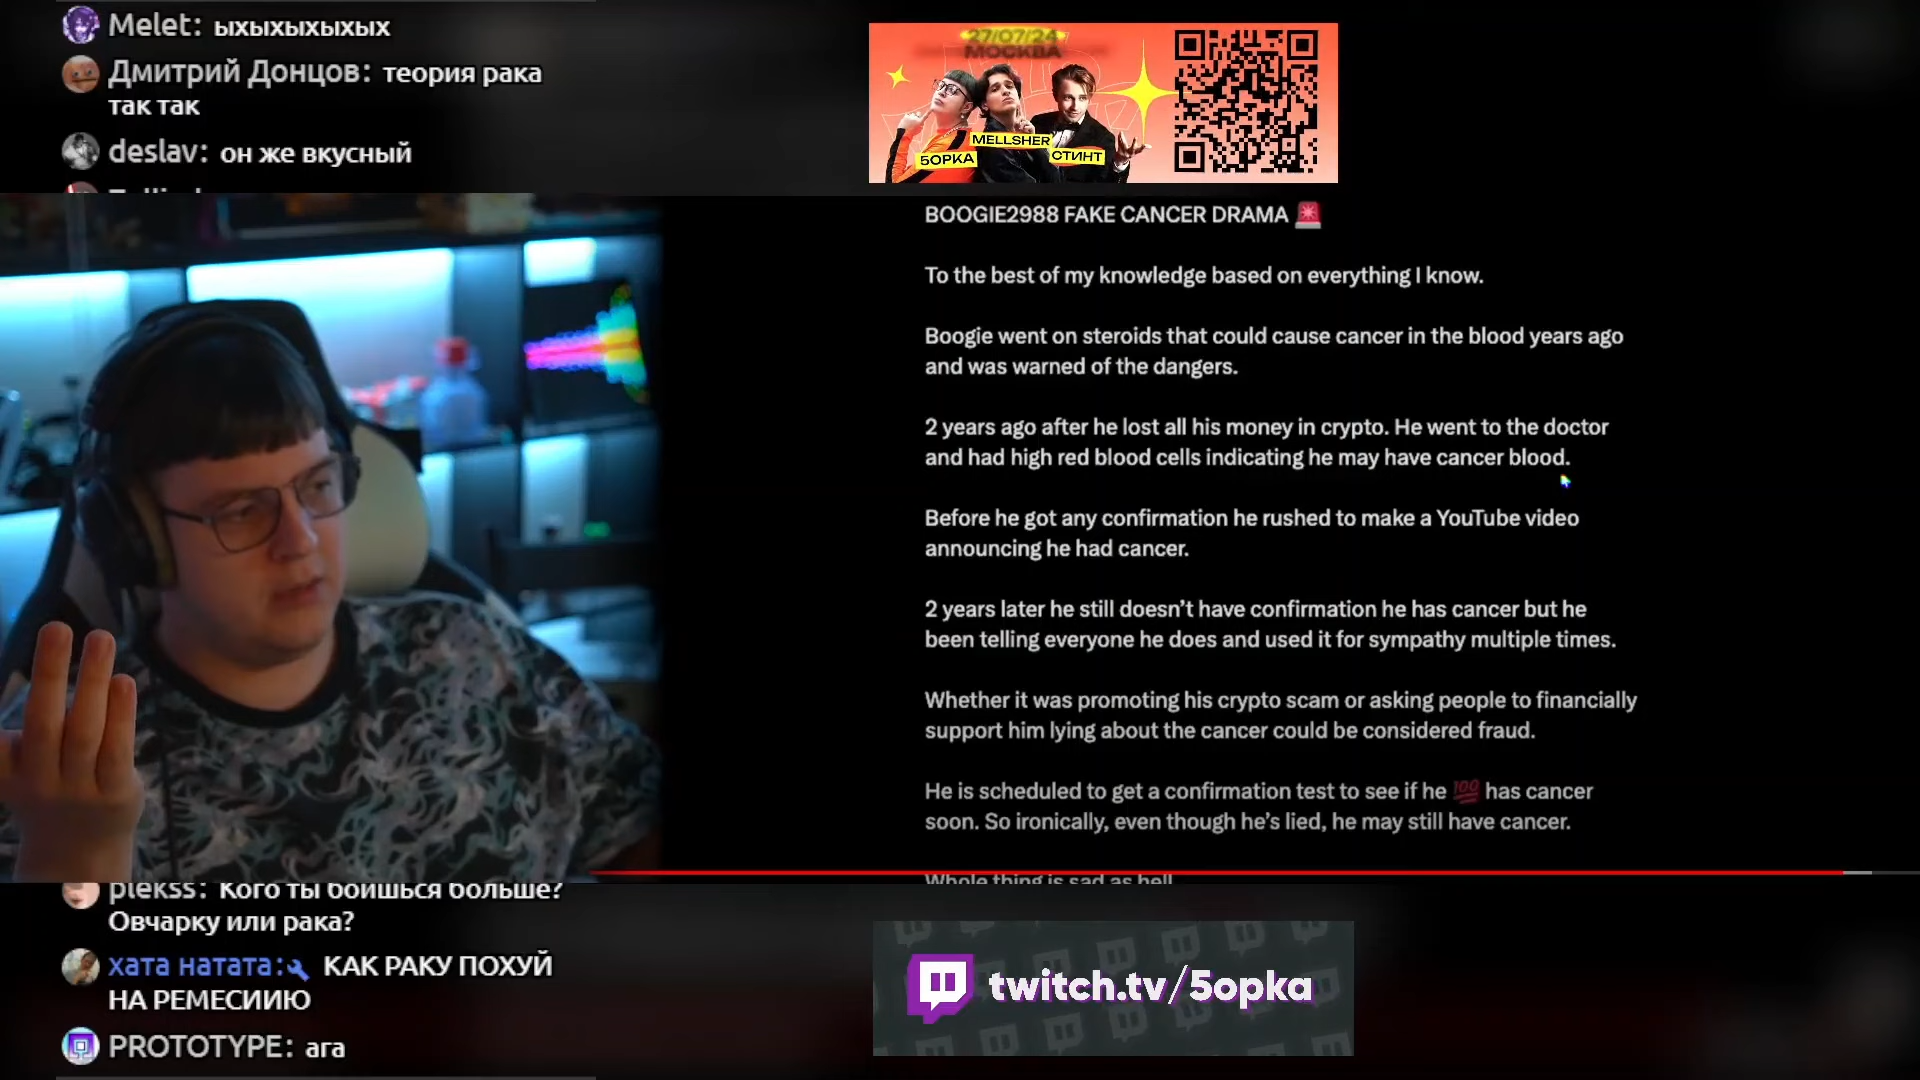 Melet: ыхыхыхыхых
Дмитрий Донцов: теория рака
так так
deslav: он же вкусный
27/07/24
МОСКВА
5OPKA
MELLSHER
СТИНТ
BOOGIE2988 FAKE CANCER DRAMA 🚨
To the best of my knowledge based on everything I know.
Boogie went on steroids that could cause cancer in the blood years ago
and was warned of the dangers.
2 years ago after he lost all his money in crypto. He went to the doctor
and had high red blood cells indicating he may have cancer blood.
Before he got any confirmation he rushed to make a YouTube video
announcing he had cancer.
2 years later he still doesn't have confirmation he has cancer but he
been telling everyone he does and used it for sympathy multiple times.
Whether it was promoting his crypto scam or asking people to financially
support him lying about the cancer could be considered fraud.
He is scheduled to get a confirmation test to see if he 💯 has cancer
soon. So ironically, even though he's lied, he may still have cancer.
Whole thing is sad as hell
plekss: Кого ты боишься больше?
Овчарку или рака?
хата натата: КАК РАКУ ПОХУЙ
НА РЕМЕСИИЮ
PROTOTYPE: ага
twitch.tv/5opka